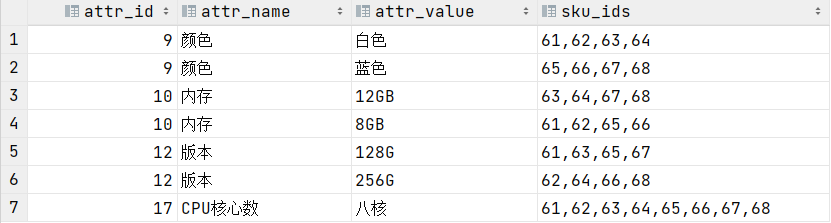 attr_id attr_name attr_value sku_ids
1 9 颜色 白色 61,62,63,64
2 9 颜色 蓝色 65,66,67,68
3 10 内存 12GB 63,64,67,68
4 10 内存 8GB 61,62,65,66
5 12 版本 128G 61,63,65,67
6 12 版本 256G 62,64,66,68
7 17 CPU核心数 八核 61,62,63,64,65,66,67,68